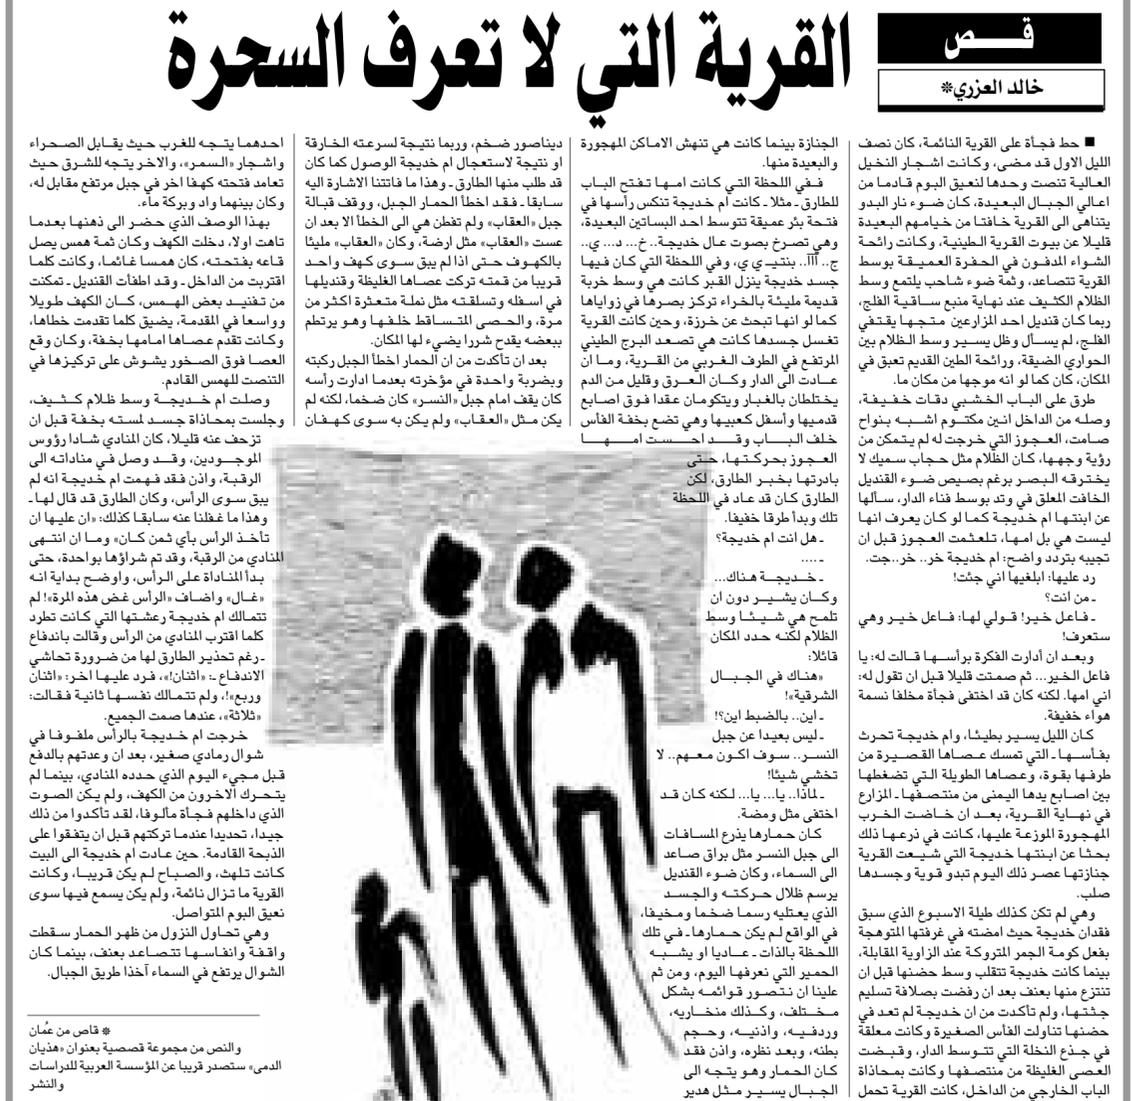 قــــص
خالد العزري*
القرية التي لا تعرف السحرة
■ حط فجأة على القرية النائمة، كان نصف
الليل الاول قد مضى، وكانت اشجار النخيل
العالية تنصت وحدها لنعيق البوم قادما من
اعالي الجبال البعيدة، كان ضوء نار البدو
يتناهى الى القرية خافتا من خيامهم البعيدة
قليلا عن بيوت القرية الطينية، وكانت رائحة
الشواء المدفون في الحفرة العميقة بوسط
القرية تتصاعد، وثمة ضوء شاحب يلتمع وسط
الظلام الكثيف عند نهاية منبع ساقية الفلج،
ربما كان قنديل احد المزارعين متجها يقتفي
الفلج، لم يسأل وظل يسير وسط الظلام بين
الحواري الضيقة، ورائحة الطين القديم تعبق في
المكان، كان كما لو انه موجها من مكان ما.
طرق على الباب الخشبي دقات خفيفة،
وصله من الداخل انين مكتوم اشبه بنواح
صامت، العجوز التي خرجت له لم يتمكن من
رؤية وجهها، كان الظلام مثل حجاب سميك لا
يخترقه البصر برغم بصيص ضوء القنديل
الخافت المعلق في وتد بوسط فناء الدار، سألها
عن ابنتها ام خديجة كما لو كان يعرف انها
ليست هي بل امها، تلعثمت العجوز قبل ان
تجيبه بتردد واضح: ام خديجة خر.. خر..جت.
رد عليها: ابلغيها اني جئت!
ـ من انت؟
ـ فاعل خير! قولي لها: فاعل خير وهي
ستعرف!
وبعد ان أدارت الفكرة برأسها قالت له: يا
فاعل الخير... ثم صمتت قليلا قبل ان تقول له:
اني امها. لكنه كان قد اختفى فجأة مخلفا نسمة
هواء خفيفة.
كان الليل يسير بطيئا، وام خديجة تحرث
بفأسها ـ التي تمسك عصاها القصيرة من
طرفها بقوة، وعصاها الطويلة التي تضغطها
بين اصابع يدها اليمنى من منتصفها ـ المزارع
في نهاية القرية، بعد ان خاضت الخرب
المهجورة الموزعة عليها، كانت في ذرعها ذلك
بحثا عن ابنتها خديجة التي شيعت القرية
جنازتها عصر ذلك اليوم تبدو قوية وجسدها
صلب.
وهي لم تكن كذلك طيلة الاسبوع الذي سبق
فقدان خديجة حيث امضته في غرفتها المتوهجة
بفعل كومة الجمر المتروكة عند الزاوية المقابلة،
بينما كانت خديجة تتقلب وسط حضنها قبل ان
تنتزع منها بعنف بعد ان رفضت بصلافة تسليم
جثتها، ولم تأكدت من ان خديجة لم تعد في
حضنها تناولت الفأس الصغيرة وكانت معلقة
في جذع النخلة التي تتوسط الدار، وقبضت
العصى الغليظة من منتصفها وكانت بمحاذاة
الباب الخارجي من الداخل، كانت القرية تحمل
الجنازة بينما كانت هي تنهش الاماكن المهجورة
والبعيدة منها.
ففي اللحظة التي كانت امها تفتح الباب
للطارق ـ مثلا ـ كانت ام خديجة تنكس رأسها في
فتحة بئر عميقة تتوسط احد البساتين البعيدة،
وهي تصرخ بصوت عال خديجة.. خ... د... ي..
ج.. آآآ.. بنتيـ ي ي، وفي اللحظة التي كان فيها
جسد خديجة ينزل القبر كانت هي وسط خربة
قديمة مليئة بالخراء تركز بصرها في زواياها
كما لو انها تبحث عن خرزة، وحين كانت القرية
تغسل جسدها كانت هي تصعد البرج الطيني
المرتفع في الطرف الغربي من القرية، وما ان
عادت الى الدار وكان العرق وقليل من الدم
يختلطان بالغبار ويتكومان عقدا فوق اصابع
قدميها وأسفل كعبيها وهي تضع بخفة الفأس
خلف الباب وقد احست امها
العجوز بحركتها، حتى
بادرتها بخبر الطارق، لكن
الطارق كان قد عاد في اللحظة
تلك وبدأ طرقا خفيفا.
ـ هل انت ام خديجة؟
ـ ....
ـ خديجة هناك...
وكان يشير دون ان
تلمح هي شيئا وسط
الظلام لكنه حدد المكان
قائلا:
«هناك في الجبال
الشرقية»!
ـ اين.. بالضبط اين؟!
ـ ليس بعيدا عن جبل
النسر.. سوف اكون معهم.. لا
تخشي شيئا!
ـ لماذا.. يا... يا... لكنه كان قد
اختفى مثل ومضة.
كان حمارها يذرع المسافات
الى جبل النسر مثل براق صاعد
الى السماء، وكان ضوء القنديل
يرسم ظلال حركته والجسد
الذي يعتليه رسما ضخما ومخيفا،
في الواقع لم يكن حمارها ـ في تلك
اللحظة بالذات ـ عاديا او يشبه
الحمير التي نعرفها اليوم، ومن ثم
علينا ان نتصور قوائمه بشكل
مختلف، وكذلك منخاريه،
وردفيه، واذنيه، وحجم
بطنه، وبعد نظره، واذن فقد
كان الحمار وهو يتجه الى
الجبال يسير مثل هدير
ديناصور ضخم، وربما نتيجة لسرعته الخارقة
او نتيجة لاستعجال ام خديجة الوصول كما كان
قد طلب منها الطارق ـ وهذا ما فاتتنا الاشارة اليه
سابقا ـ فقد اخطأ الحمار الجبل، ووقف قبالة
جبل «العقاب» ولم تفطن هي الى الخطأ الا بعد ان
عست «العقاب» مثل ارضة، وكان «العقاب» مليئا
بالكهوف حتى اذا لم يبق سوى كهف واحد
قريبا من قمته تركت عصاها الغليظة وقنديلها
في اسفله وتسلقته مثل نملة متعثرة اكثر من
مرة، والحصى المتساقط خلفها وهو يرتطم
ببعضه يقدح شررا يضيء لها المكان.
بعد ان تأكدت من ان الحمار اخطأ الجبل ركبته
وبضربة واحدة في مؤخرته بعدما ادارت رأسه
كان يقف امام جبل «النسر» كان ضخما، لكنه لم
يكن مثل «العقاب» ولم يكن به سوى كهفان
احدهما يتجه للغرب حيث يقابل الصحراء
واشجار «السمر»، والاخر يتجه للشرق حيث
تعامد فتحته كهفا اخر في جبل مرتفع مقابل له،
وكان بينهما واد وبركة ماء.
بهذا الوصف الذي حضر الى ذهنها بعدما
تاهت اولا، دخلت الكهف وكان ثمة همس يصل
قاعه بفتحته، كان همسا غائما، وكانت كلما
اقتربت من الداخل ـ وقد اطفأت القنديل ـ تمكنت
من تفنيد بعض الهمس، كان الكهف طويلا
وواسعا في المقدمة، يضيق كلما تقدمت خطاها،
وكانت تقدم عصاها امامها بخفة، وكان وقع
العصا فوق الصخور يشوش على تركيزها في
التنصت للهمس القادم.
وصلت ام خديجة وسط ظلام كثيف،
وجلست بمحاذاة جسد لمسته بخفة قبل ان
تزحف عنه قليلا، كان المنادي شادا رؤوس
الموجودين، وقد وصل في مناداته الى
الرقبة، واذن فقد فهمت ام خديجة انه لم
يبق سوى الرأس، وكان الطارق قد قال لها ـ
وهذا ما غفلنا عنه سابقا كذلك: «ان عليها ان
تأخذ الرأس بأي ثمن كان» وما ان انتهى
المنادي من الرقبة، وقد تم شراؤها بواحدة، حتى
بدأ المناداة على الرأس، واوضح بداية انه
«غال» واضاف «الرأس غض هذه المرة»! لم
تتمالك ام خديجة رعشتها التي كانت تطرد
كلما اقترب المنادي من الرأس وقالت باندفاع
ـ رغم تحذير الطارق لها من ضرورة تحاشي
الاندفاع ـ: «اثنان!»، فرد عليها اخر: «اثنان
وربع»!، ولم تتمالك نفسها ثانية فقالت:
«ثلاثة»، عندها صمت الجميع.
خرجت ام خديجة بالرأس ملفوفا في
شوال رمادي صغير، بعد ان وعدتهم بالدفع
قبل مجيء اليوم الذي حدده المنادي، بينما لم
يتحرك الاخرون من الكهف، ولم يكن الصوت
الذي داخلهم فجأة مألوفا، لقد تأكدوا من ذلك
جيدا، تحديدا عندما تركتهم قبل ان يتفقوا على
الذبحة القادمة. حين عادت ام خديجة الى البيت
كانت تلهث، والصباح لم يكن قريبا، وكانت
القرية ما تزال نائمة، ولم يكن يسمع فيها سوى
نعيق البوم المتواصل.
وهي تحاول النزول من ظهر الحمار سقطت
واقفة وانفاسها تتصاعد بعنف، بينما كان
الشوال يرتفع في السماء آخذا طريق الجبال.
* قاص من عُمان
والنص من مجموعة قصصية بعنوان «هذيان
الدمى» ستصدر قريبا عن المؤسسة العربية للدراسات
والنشر